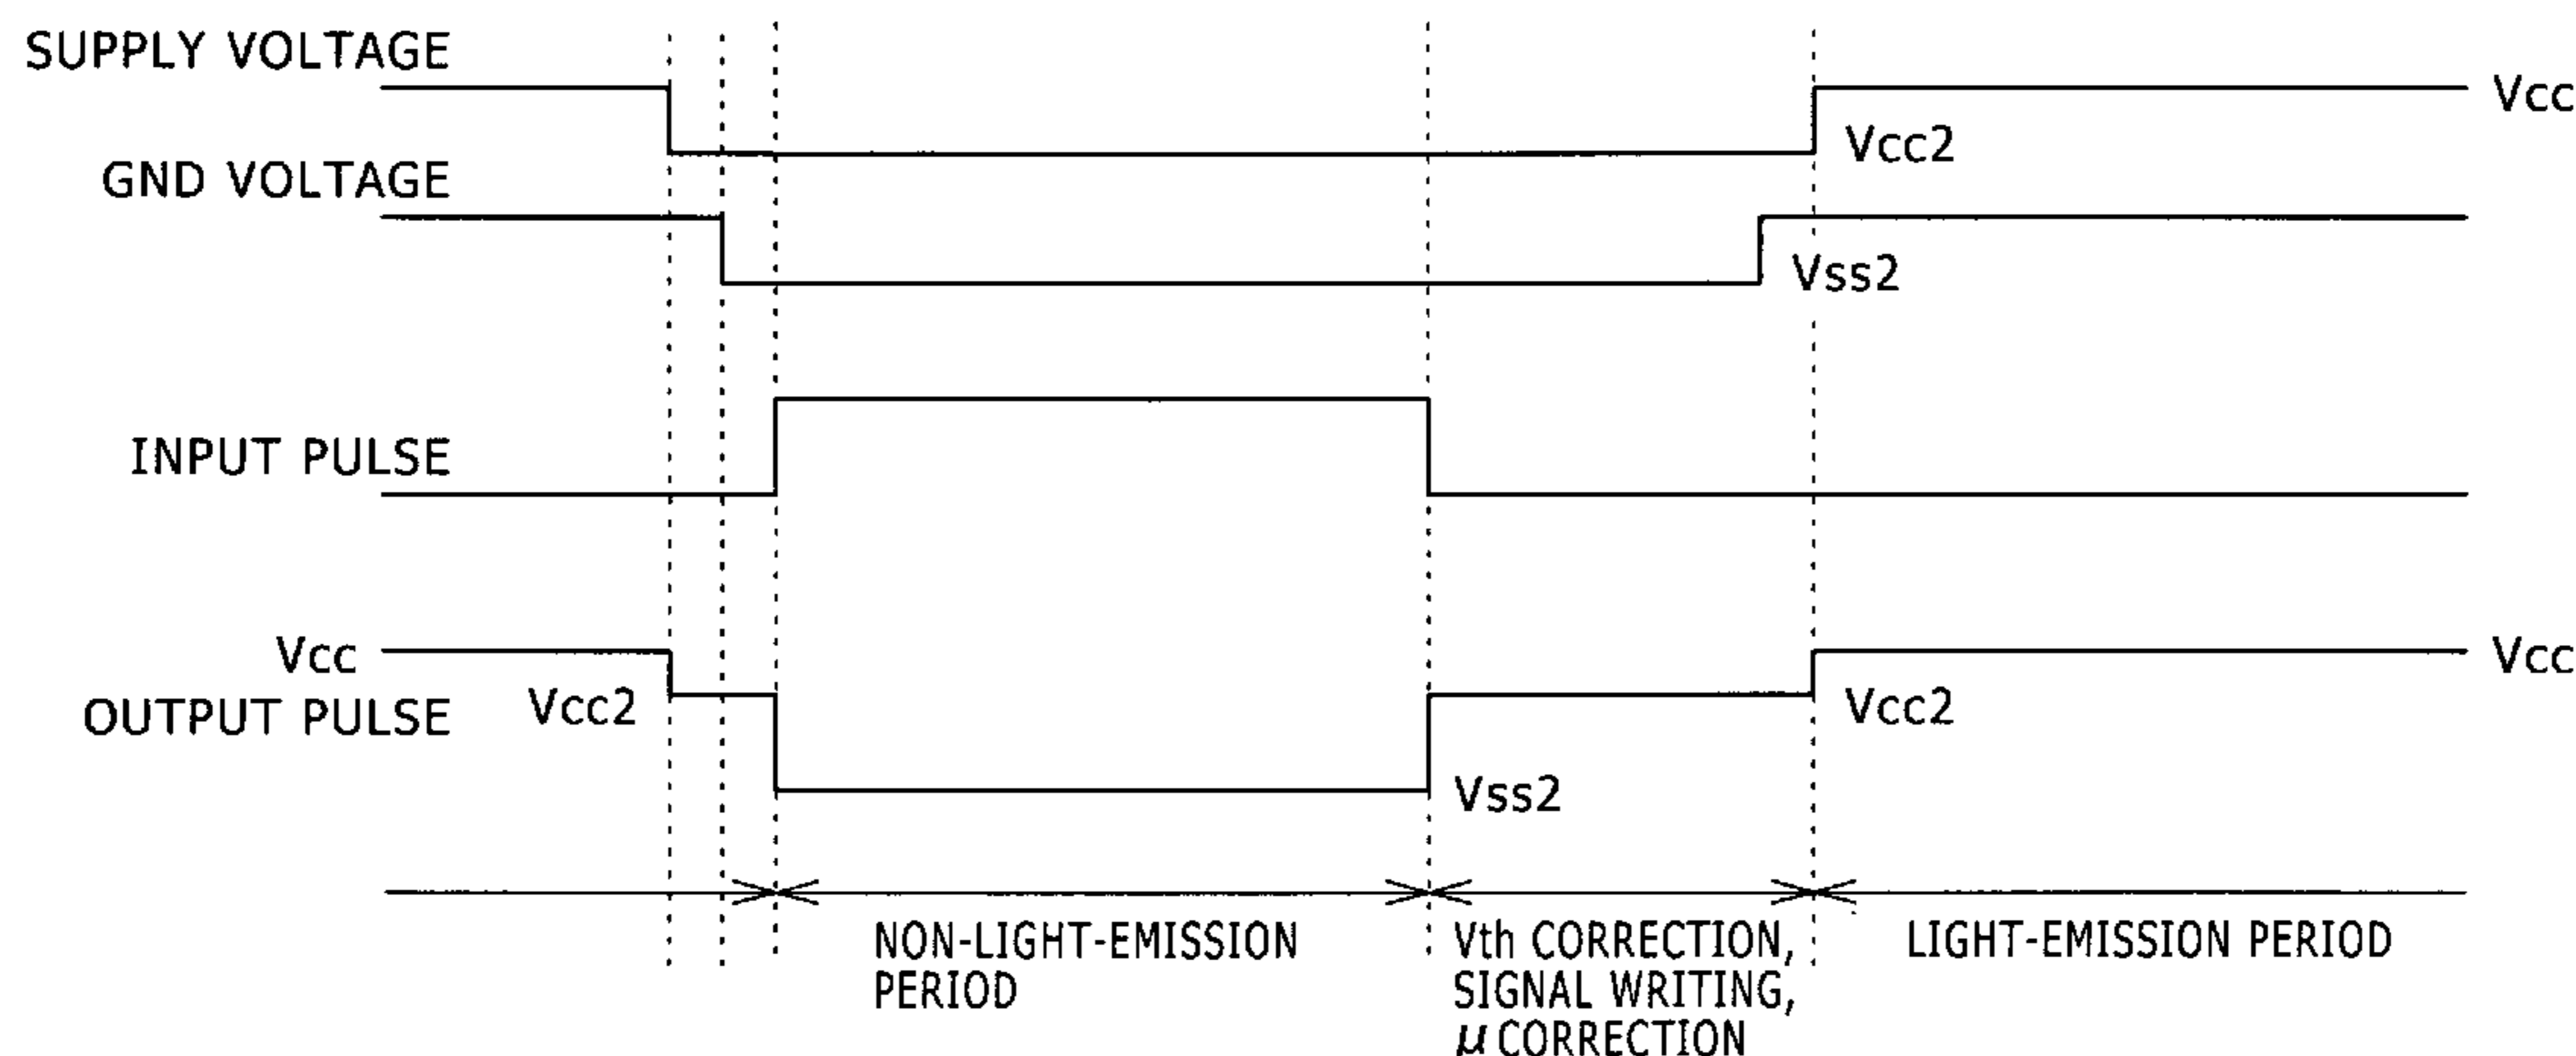 SUPPLY VOLTAGE
Vcc
Vcc2
GND VOLTAGE
Vss2
INPUT PULSE
Vcc
Vcc
Vcc2
Vcc2
OUTPUT PULSE
Vss2
NON-LIGHT-EMISSION
PERIOD
Vth CORRECTION,
SIGNAL WRITING,
μ CORRECTION
LIGHT-EMISSION PERIOD